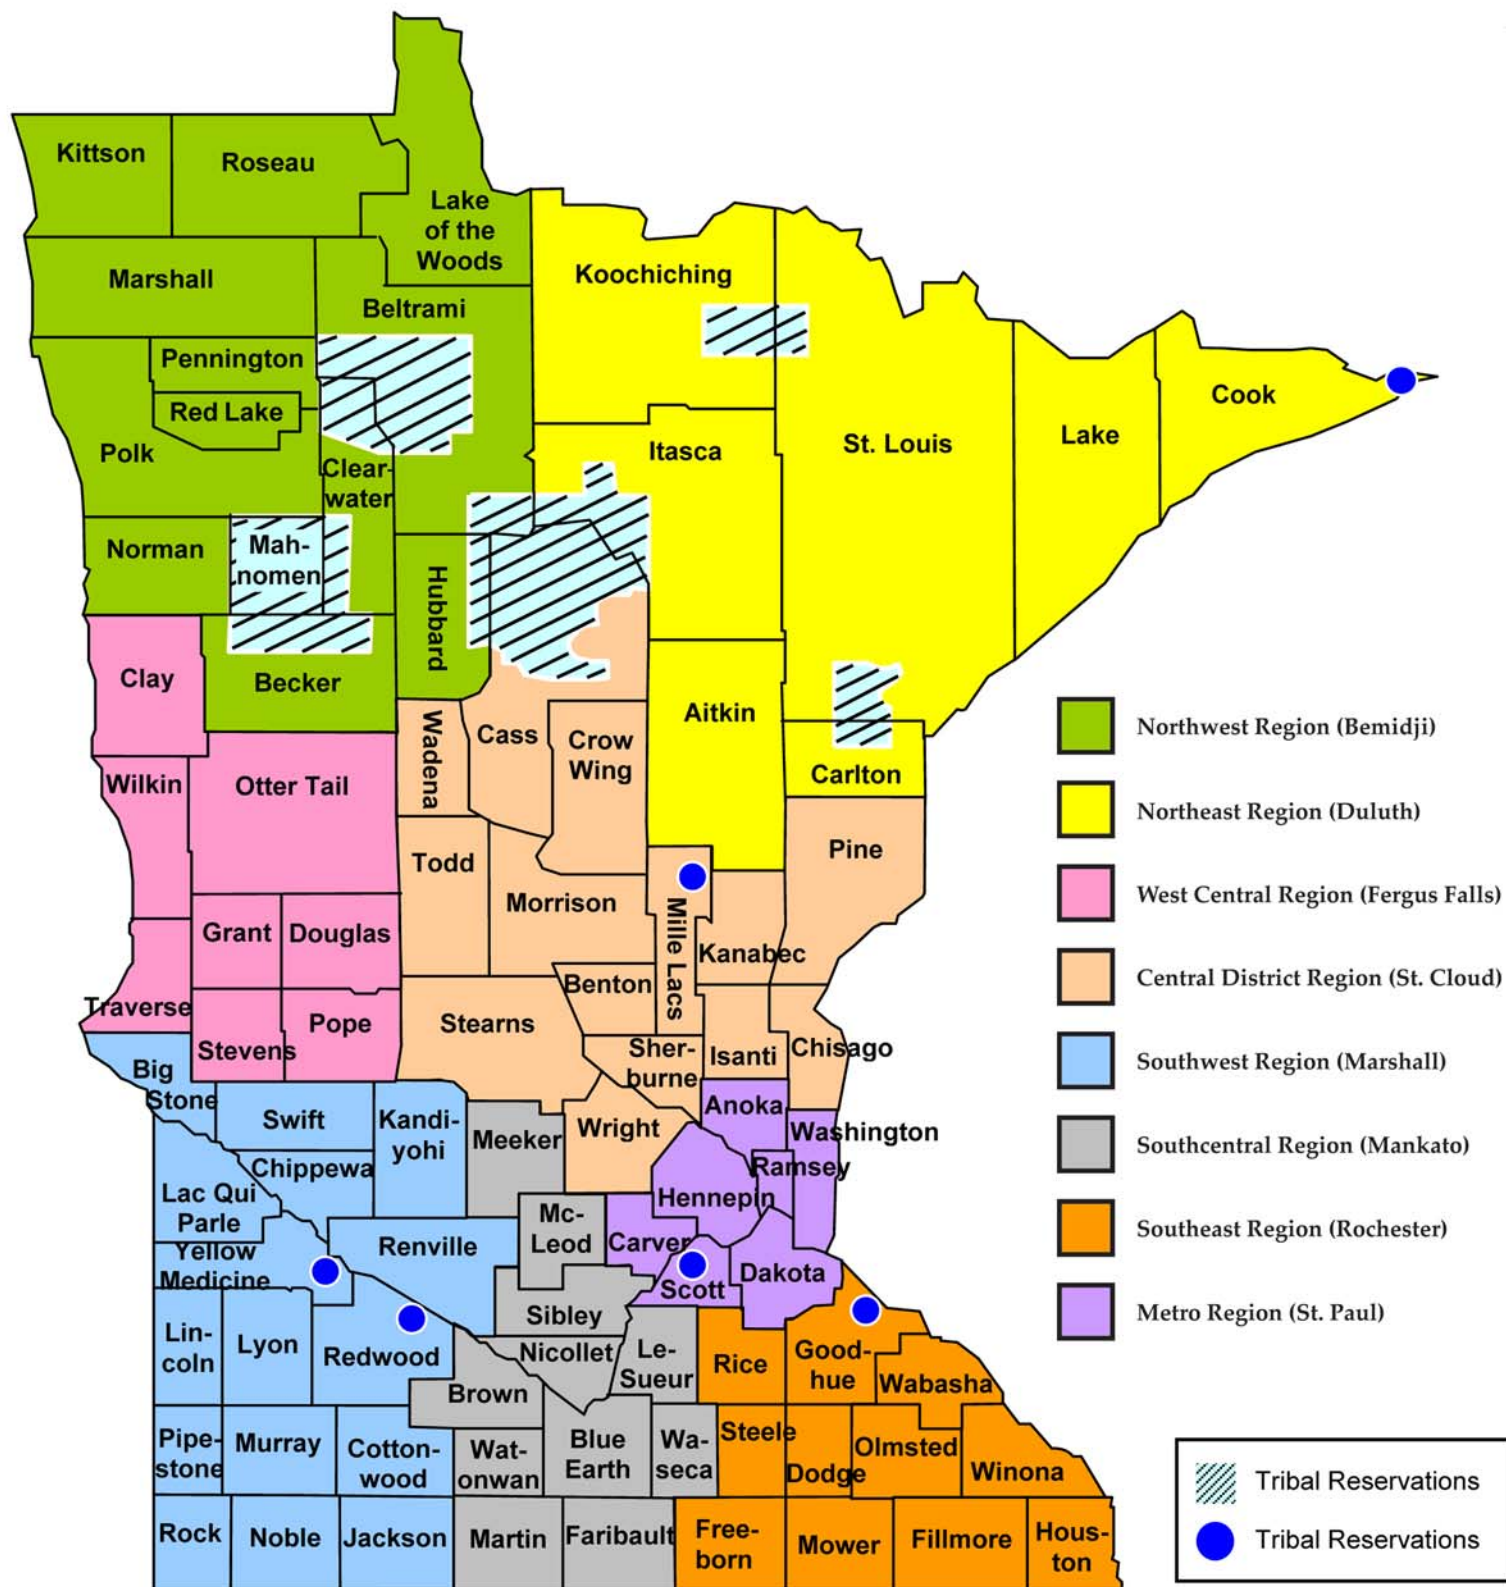 Kittson
Roseau
Lake
of the
Woods
Marshall
Beltrami
Koochiching
Pennington
Red Lake
Polk
Clear-
water
Itasca
St. Louis
Lake
Cook
Norman
Mah-
nomen
Hubbard
Clay
Becker
Wadena
Cass
Crow
Wing
Aitkin
Carlton
Wilkin
Otter Tail
Todd
Morrison
Mille Lacs
Kanabec
Pine
Grant
Douglas
Traverse
Stevens
Pope
Stearns
Benton
Sher-
burne
Isanti
Chisago
Big
Stone
Swift
Kandi-
yohi
Meeker
Wright
Anoka
Washington
Ramsey
Hennepin
Chippewa
Lac Qui
Parle
Yellow
Medicine
Renville
Mc-
Leod
Carver
Scott
Dakota
Sibley
Nicollet
Lin-
coln
Lyon
Redwood
Brown
Le-
Sueur
Rice
Good-
hue
Wabasha
Pipe-
stone
Murray
Cotton-
wood
Wat-
onwan
Blue
Earth
Wa-
seca
Steele
Dodge
Olmsted
Winona
Rock
Noble
Jackson
Martin
Faribault
Free-
born
Mower
Fillmore
Hous-
ton
Northwest Region (Bemidji)
Northeast Region (Duluth)
West Central Region (Fergus Falls)
Central District Region (St. Cloud)
Southwest Region (Marshall)
Southcentral Region (Mankato)
Southeast Region (Rochester)
Metro Region (St. Paul)
Tribal Reservations
Tribal Reservations